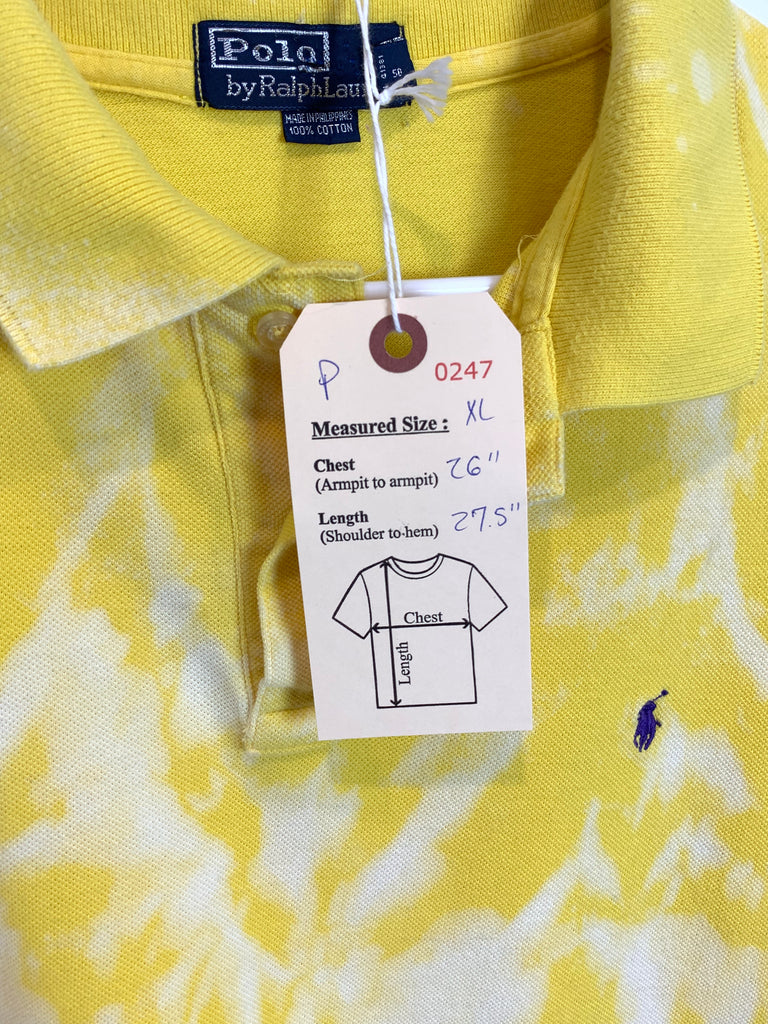 Polo
by Ralph Lau
MADE IN PHILIPPINES
100% COTTON
P
0247
Measured Size : XL
Chest
(Armpit to armpit) 26"
Length
(Shoulder to hem) 27.5"
Chest
Length